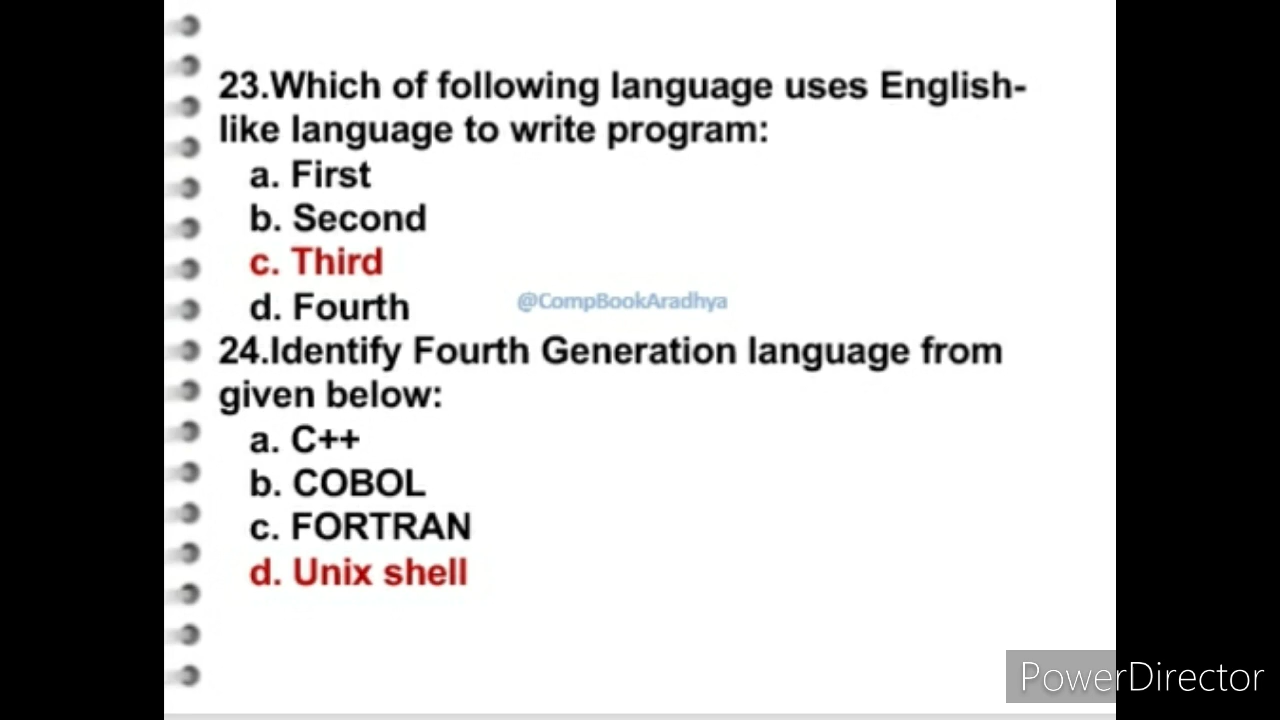 23.Which of following language uses English-
like language to write program:
a. First
b. Second
c. Third
d. Fourth
@CompBookAradhya
24.Identify Fourth Generation language from
given below:
a. C++
b. COBOL
c. FORTRAN
d. Unix shell
PowerDirector